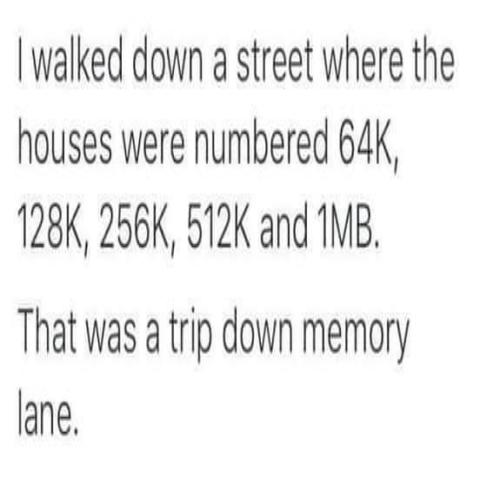 I walked down a street where the
houses were numbered 64K,
128K, 256K, 512K and 1MB.
That was a trip down memory
lane.